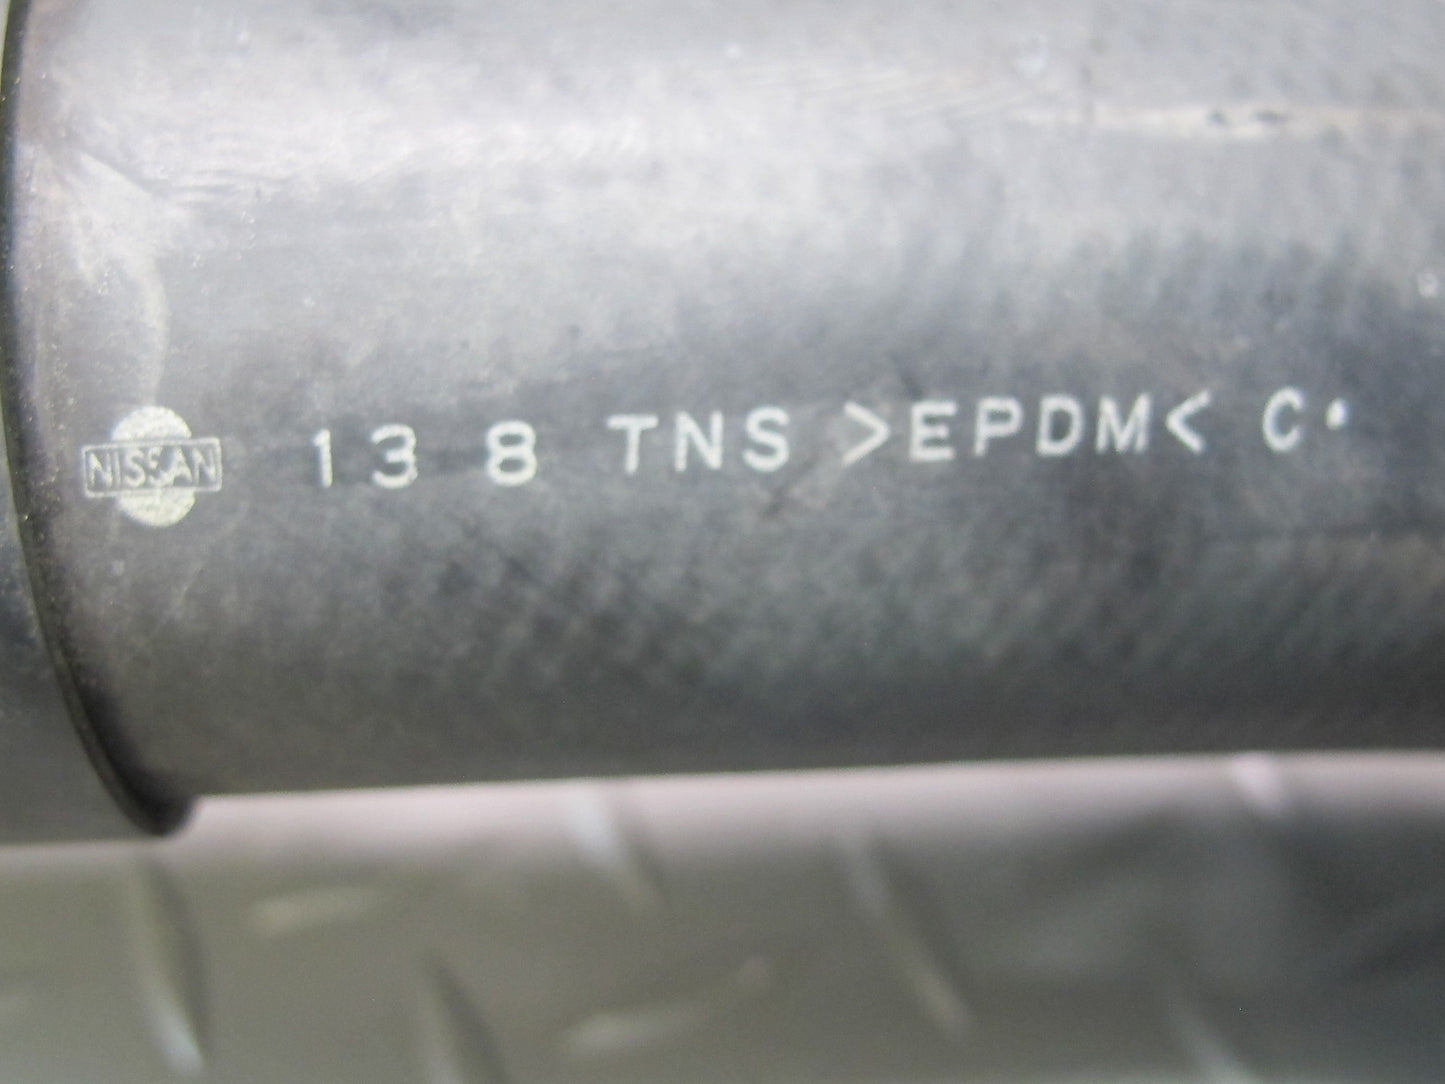 NISSAN 13 8 TNS >EPDM< C•